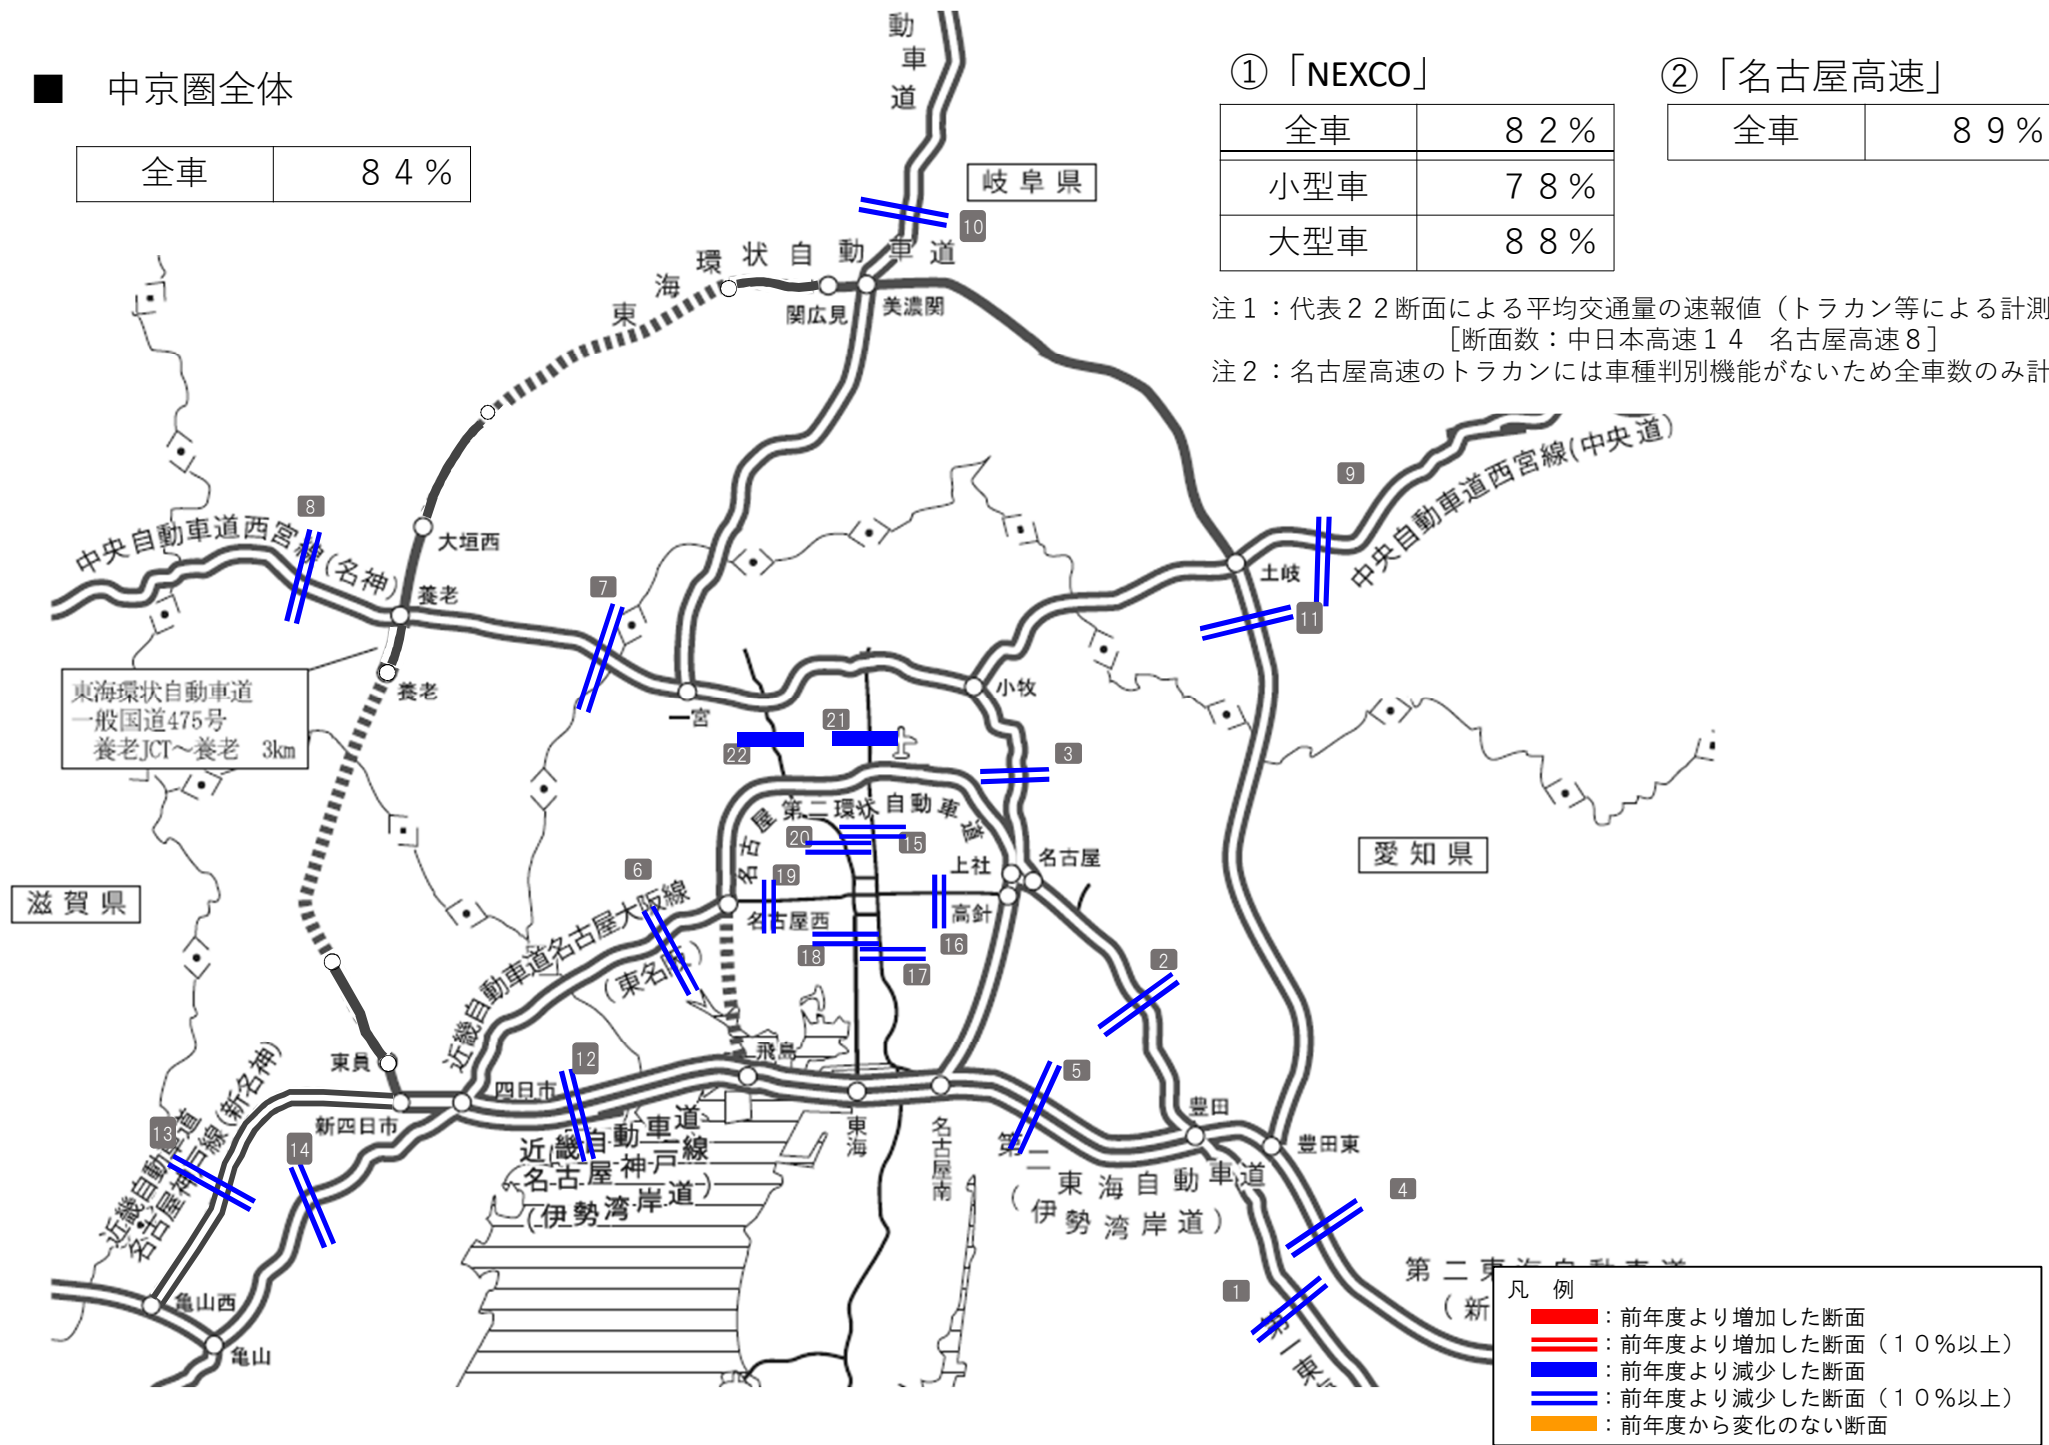 ■　中京圏全体
全車　８４%
①「NEXCO」
全車　８２%
小型車　７８%
大型車　８８%
②「名古屋高速」
全車　８９%
注１：代表２２断面による平均交通量の速報値（トラカン等による計測
［断面数：中日本高速１４　名古屋高速８］
注２：名古屋高速のトラカンには車種判別機能がないため全車数のみ計
動車道
岐阜県
10
東海環状自動車道
関広見
美濃関
中央自動車道西宮線(中央道)
9
8
中央自動車道西宮線(名神)
大垣西
養老
7
土岐
11
養老
東海環状自動車道
一般国道475号
養老JCT～養老　3km
一宮
小牧
22
21
3
名古屋第二環状自動車道
20
15
上社
名古屋
愛知県
滋賀県
6
19
名古屋西
高針
16
18
17
2
近畿自動車道名古屋大阪線
(東名阪)
東員
12
飛島
5
四日市
新四日市
近畿自動車道
名古屋神戸線
(伊勢湾岸道)
東海
名古屋南
豊田
豊田東
13
14
近畿自動車道
名古屋神戸線(新名神)
第二東海自動車道
(伊勢湾岸道)
4
1
亀山西
亀山
第二東海自動車道
(新
第一東
凡　例
：前年度より増加した断面
：前年度より増加した断面（１０％以上）
：前年度より減少した断面
：前年度より減少した断面（１０％以上）
：前年度から変化のない断面